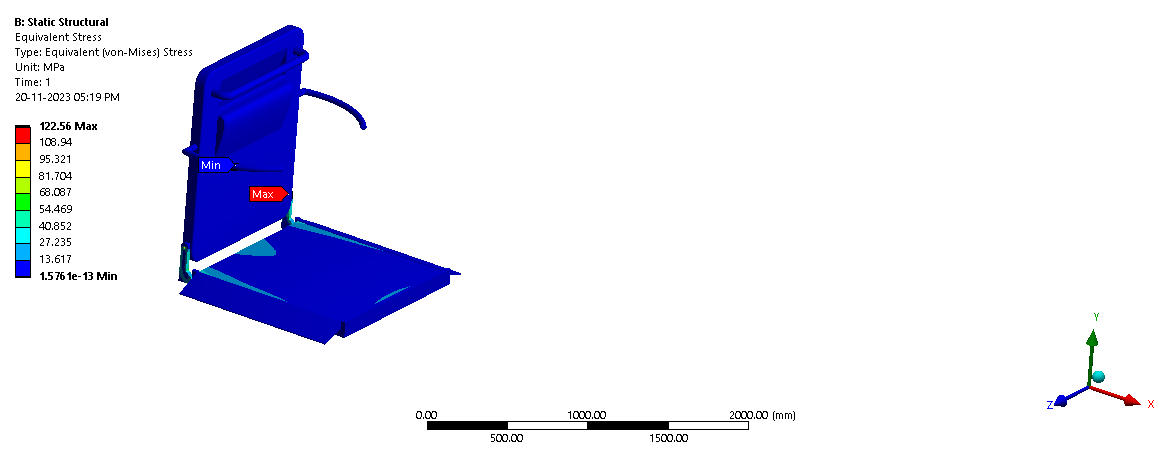 B: Static Structural
Equivalent Stress
Type: Equivalent (von-Mises) Stress
Unit: MPa
Time: 1
20-11-2023 05:19 PM
122.56 Max
108.94
95.321
81.704
68.087
54.469
40.852
27.235
13.617
1.5761e-13 Min
Min
Max
0.00 1000.00 2000.00 (mm)
500.00 1500.00
Y
Z X